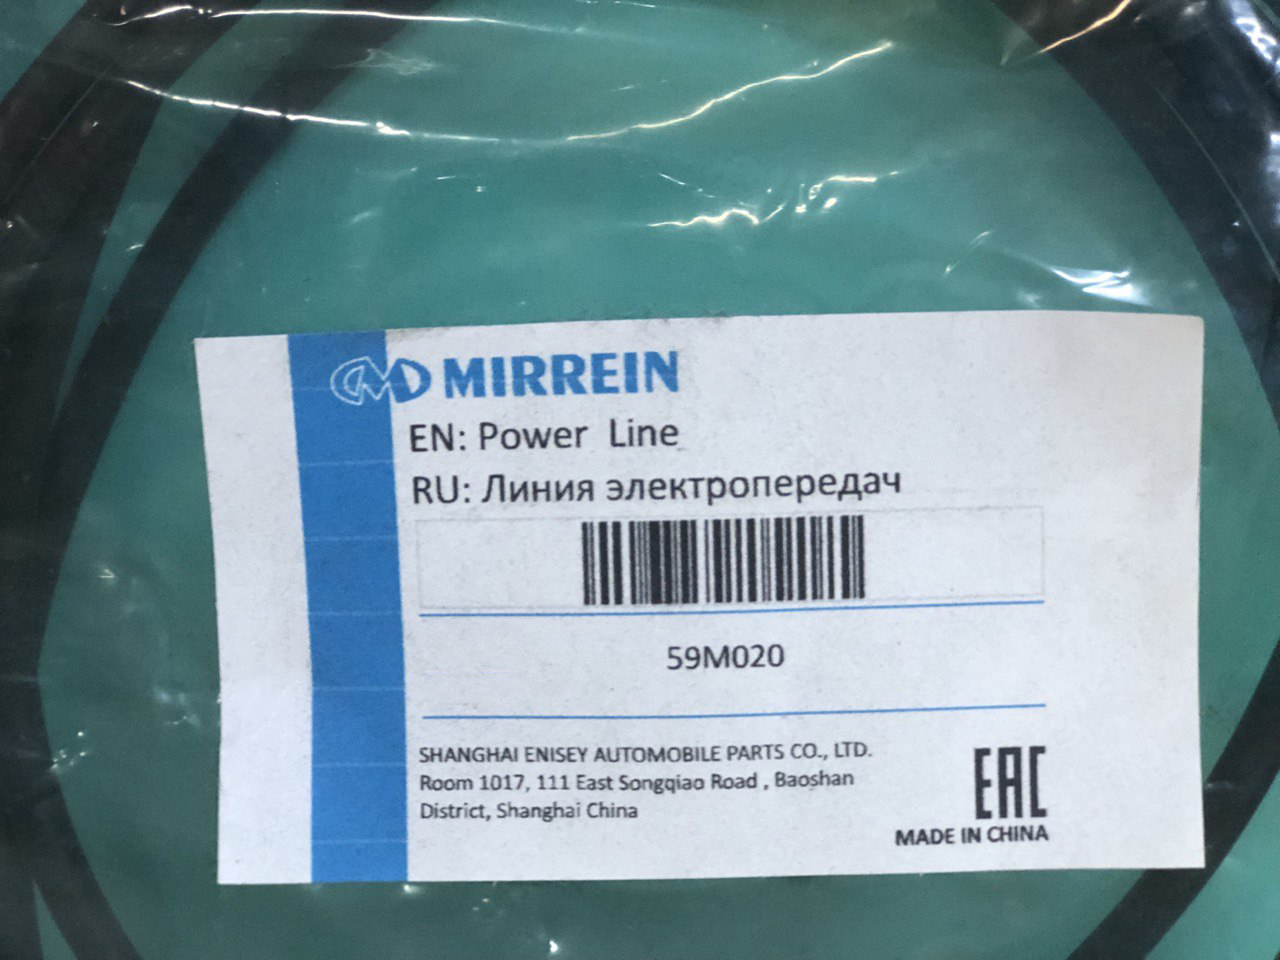 MIRREIN
EN: Power Line
RU: Линия электропередач
59M020
SHANGHAI ENISEY AUTOMOBILE PARTS CO., LTD.
Room 1017, 111 East Songqiao Road , Baoshan
District, Shanghai China
EAC
MADE IN CHINA